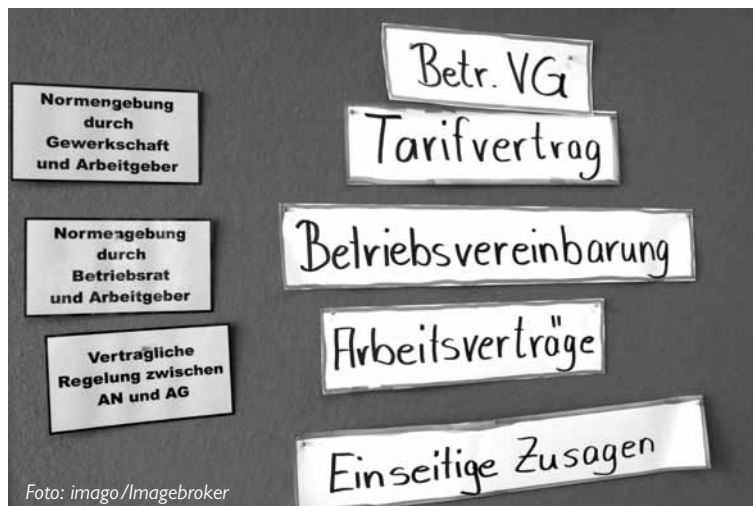 Betr. VG
Normengebung
durch
Gewerkschaft
und Arbeitgeber
Tarifvertrag
Normengebung
durch
Betriebsrat
und Arbeitgeber
Betriebsvereinbarung
Vertragliche
Regelung zwischen
AN und AG
Arbeitsverträge
Einseitige Zusagen
Foto: imago/Imagebroker